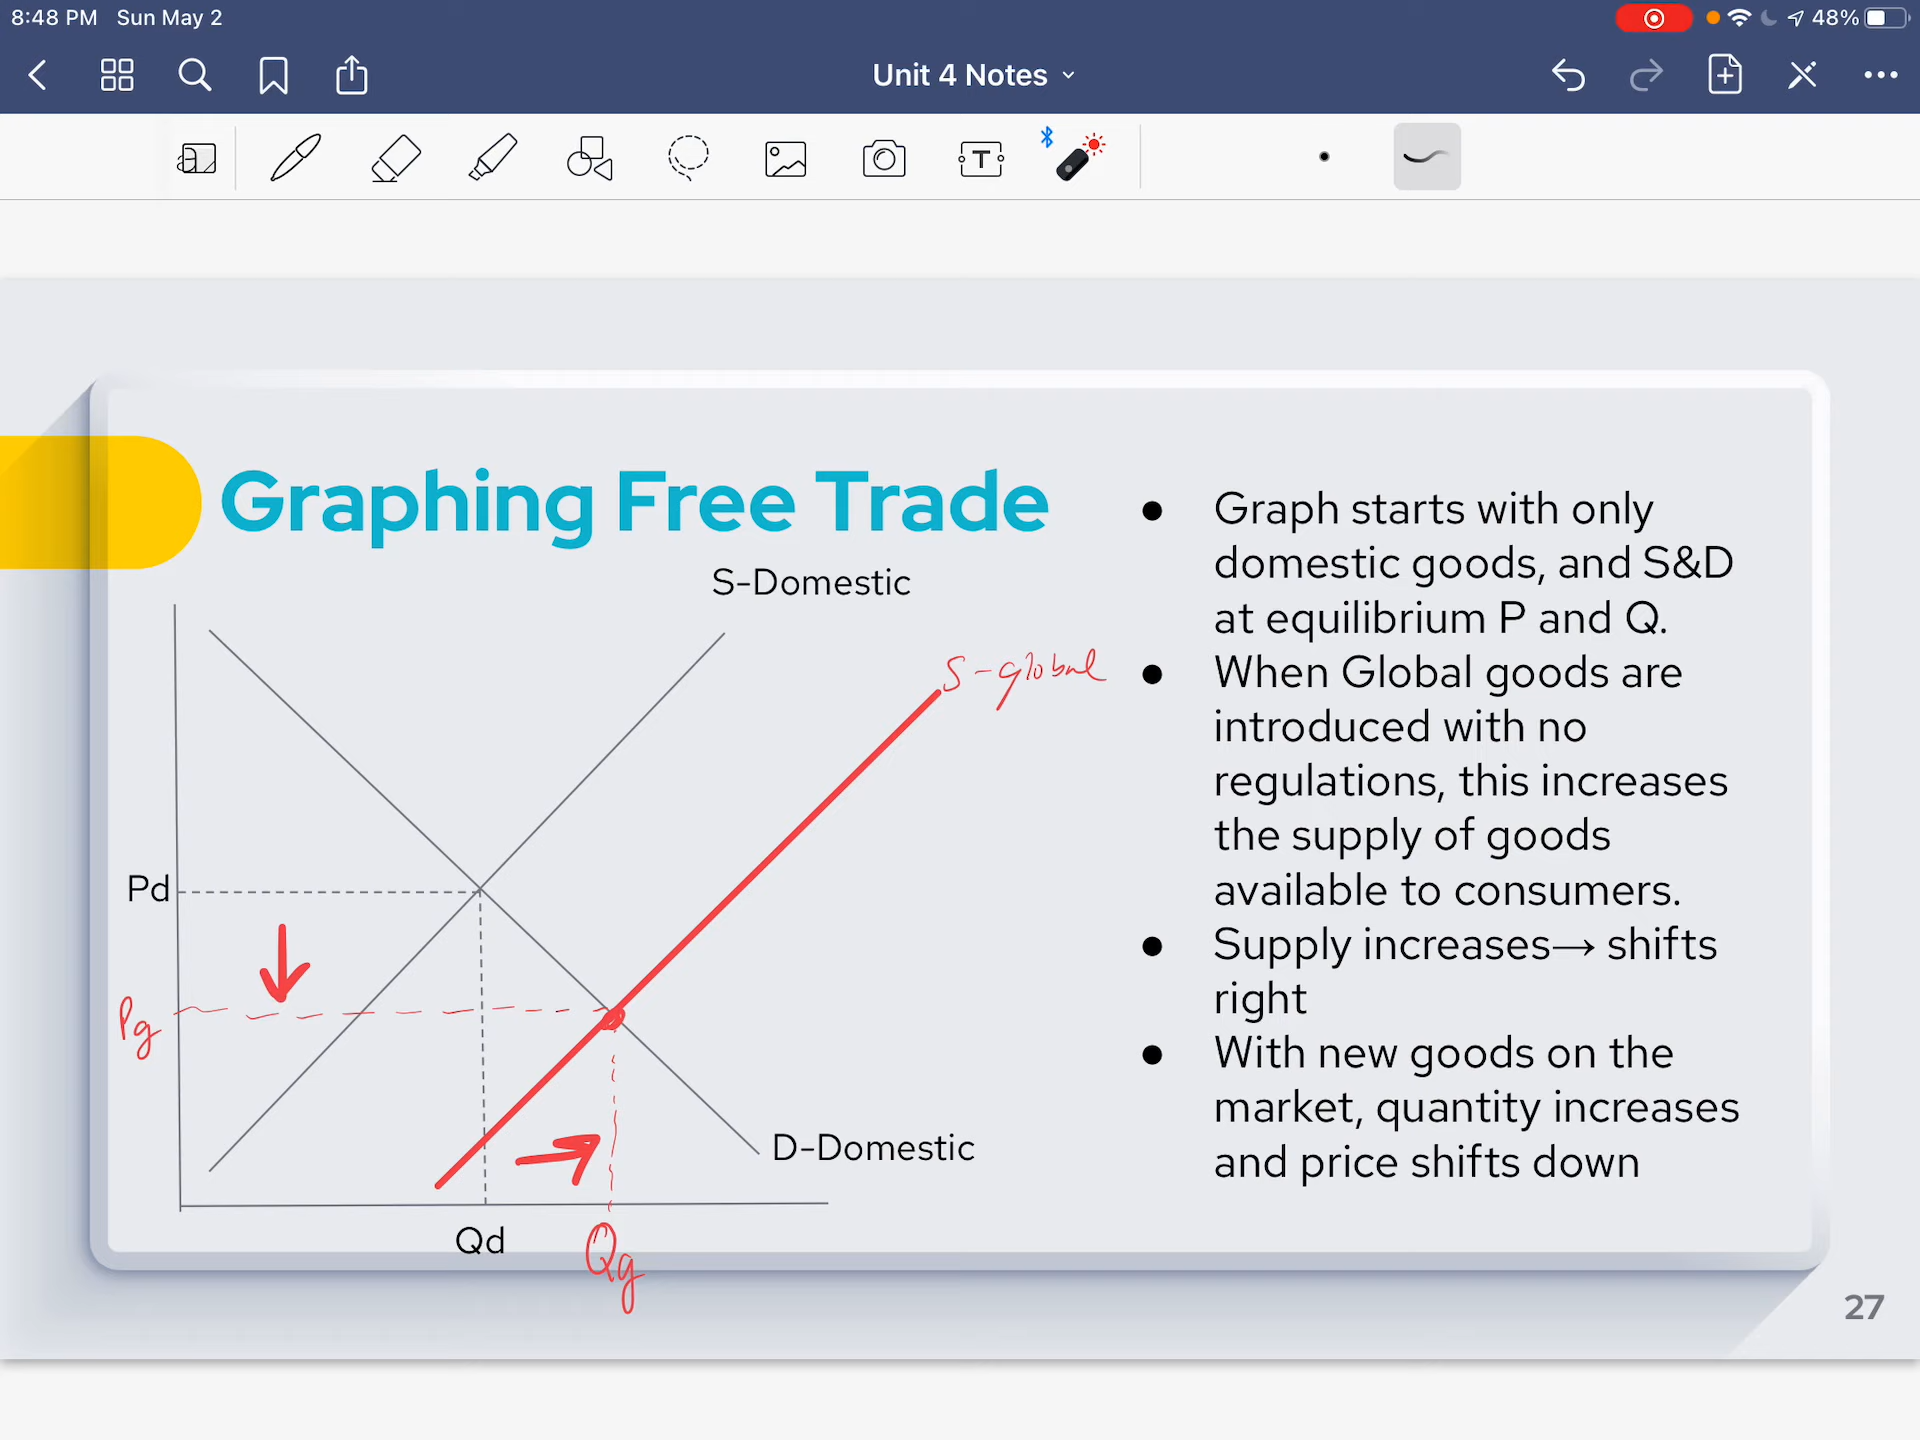 8:48 PM Sun May 2
48%
Unit 4 Notes
T
Graphing Free Trade
S-Domestic
S-global
Pd
Pg
D-Domestic
Qd
Qg
● Graph starts with only
domestic goods, and S&D
at equilibrium P and Q.
● When Global goods are
introduced with no
regulations, this increases
the supply of goods
available to consumers.
● Supply increases→ shifts
right
● With new goods on the
market, quantity increases
and price shifts down
27